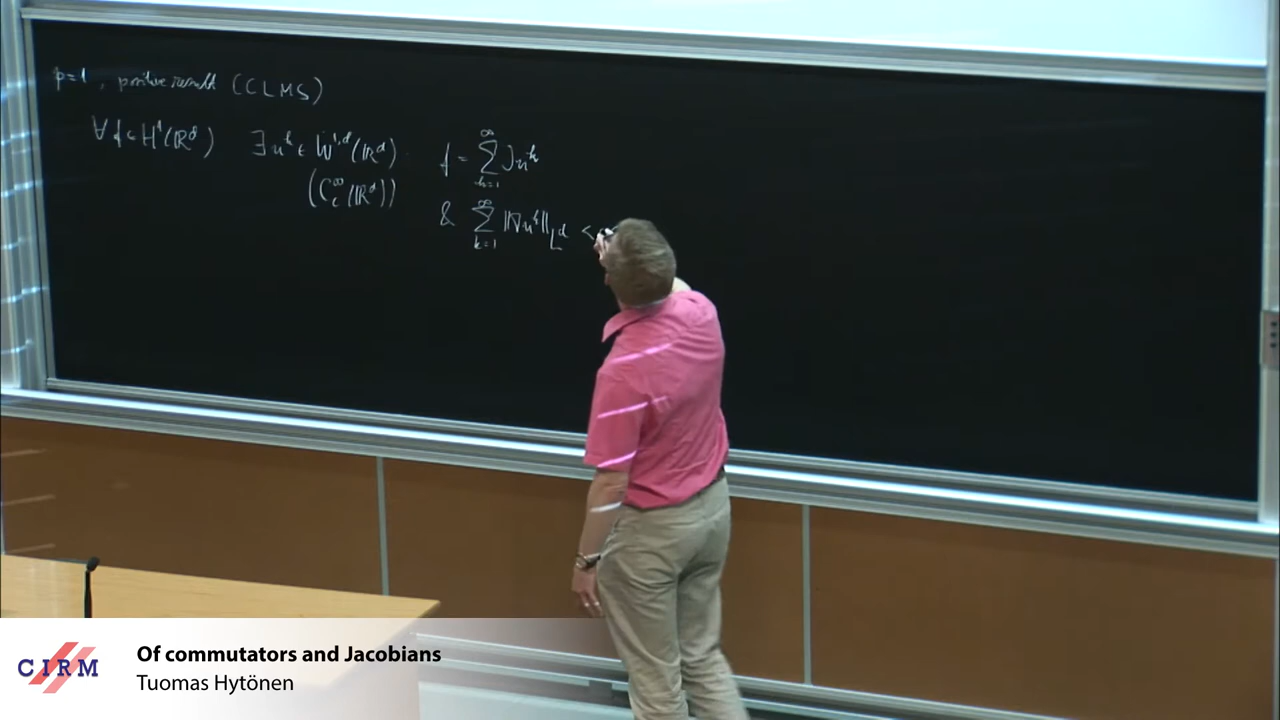 p=1, positive result (CLMS)
∀ f ∈ H¹(ℝᵈ) ∃ uᵏ ∈ Ẇ¹'ᵈ(ℝᵈ) f = ∑_{k=1}^∞ Juᵏ
(C_c^∞(ℝᵈ))
& ∑_{k=1}^∞ ‖∇uᵏ‖_{Lᵈ} <
CIRM
Of commutators and Jacobians
Tuomas Hytönen